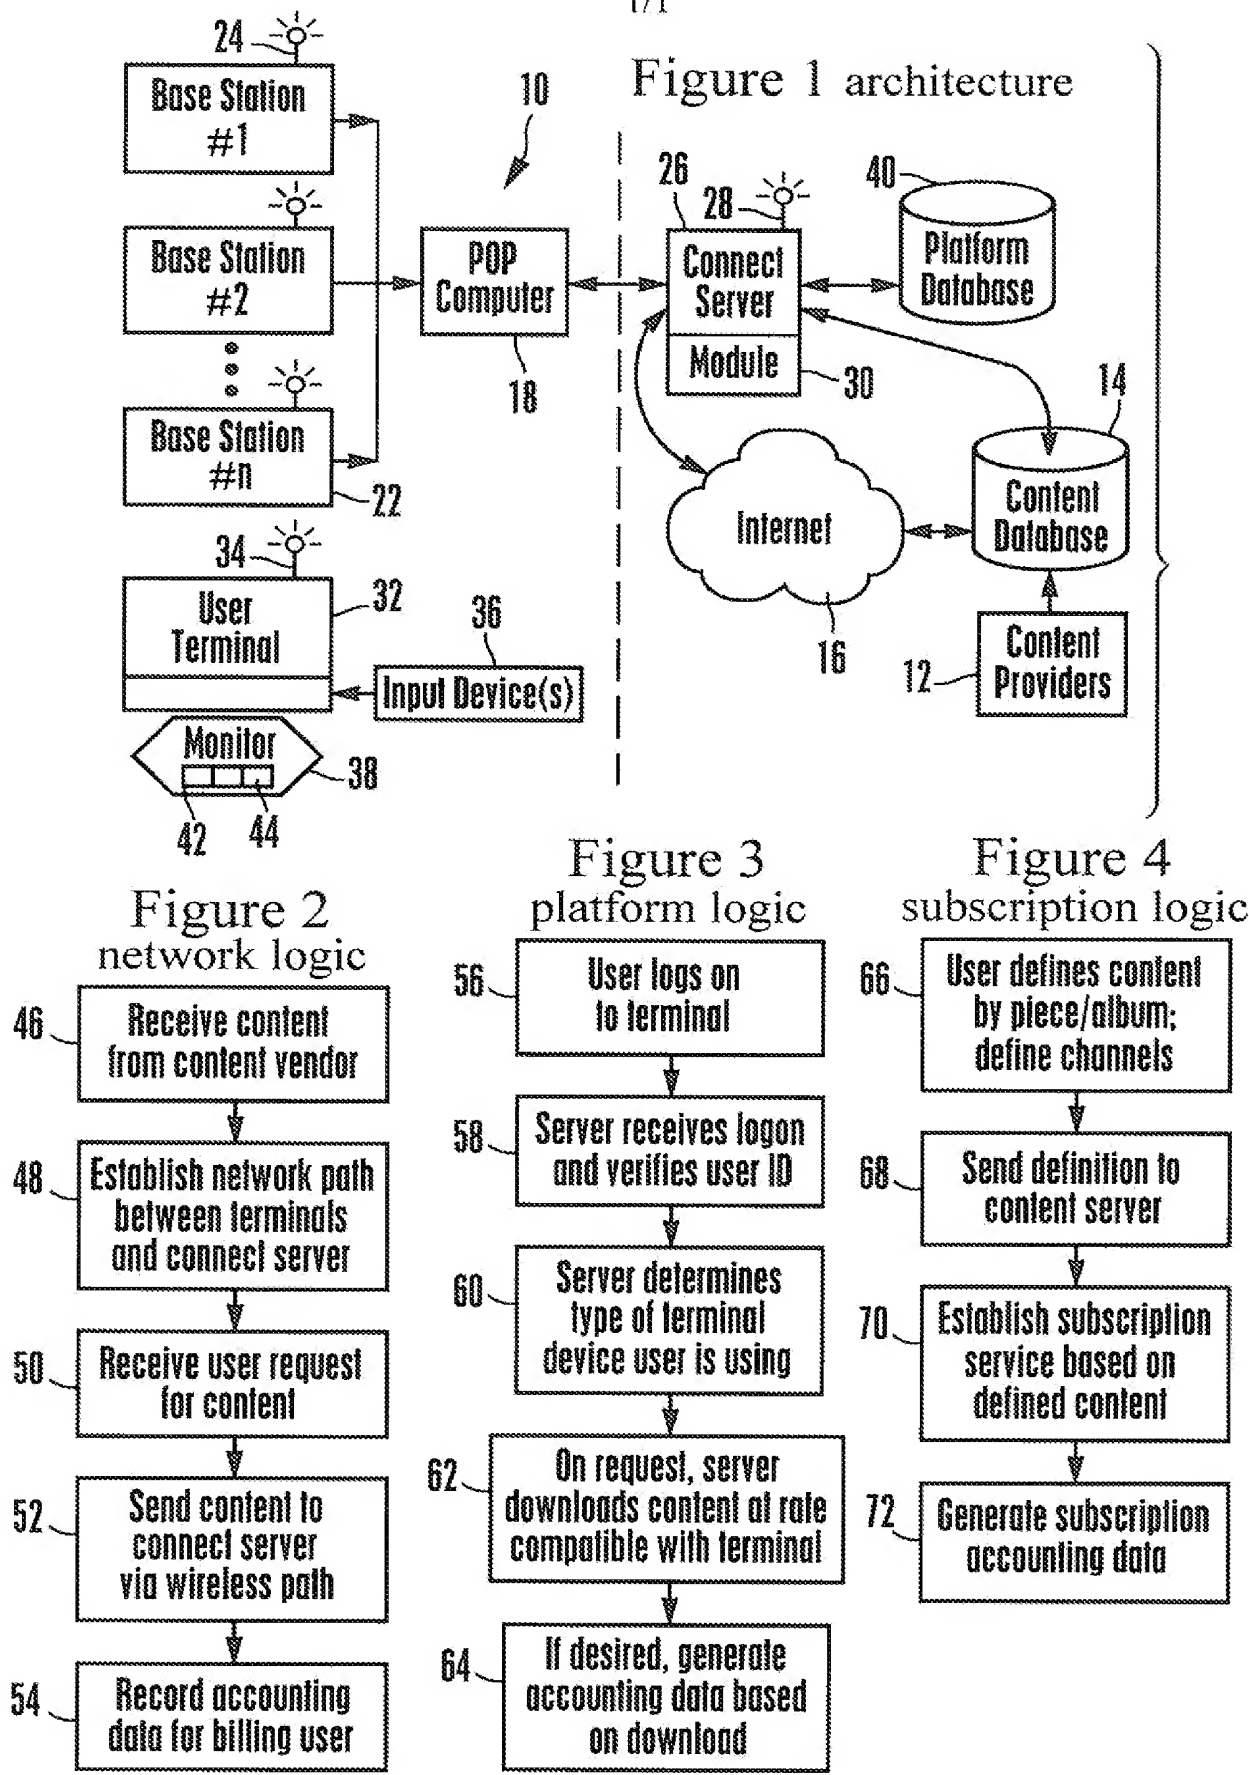 1/1
Figure 1 architecture
24
Base Station
#1
10
26
28
40
Base Station
#2
POP
Computer
Connect
Server
Platform
Database
18
Module
30
14
Base Station
#n
22
Internet
Content
Database
34
32
User
Terminal
36
16
12
Content
Providers
Input Device(s)
Monitor
38
42
44
Figure 2
network logic
46
Receive content
from content vendor
48
Establish network path
between terminals
and connect server
50
Receive user request
for content
52
Send content to
connect server
via wireless path
54
Record accounting
data for billing user
Figure 3
platform logic
56
User logs on
to terminal
58
Server receives logon
and verifies user ID
60
Server determines
type of terminal
device user is using
62
On request, server
downloads content at rate
compatible with terminal
64
If desired, generate
accounting data based
on download
Figure 4
subscription logic
66
User defines content
by piece/album;
define channels
68
Send definition to
content server
70
Establish subscription
service based on
defined content
72
Generate subscription
accounting data